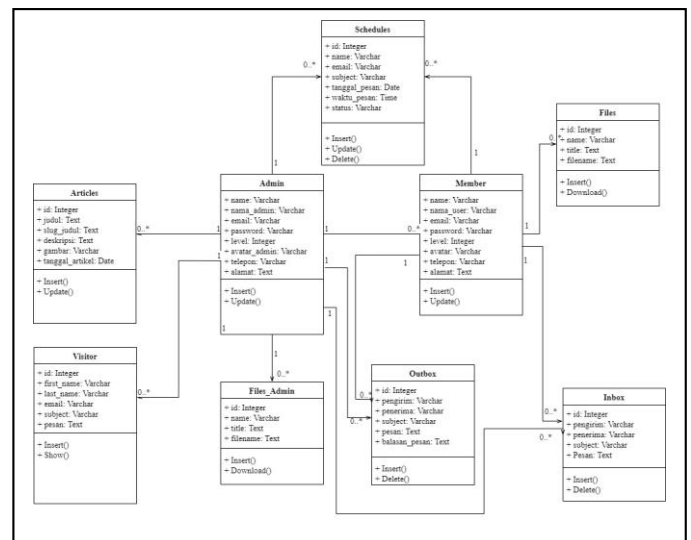 Schedules
+ id: Integer
+ name: Varchar
+ email: Varchar
+ subject: Varchar
+ tanggal_pesan: Date
+ waktu_pesan: Time
+ status: Varchar
+ Insert()
+ Update()
+ Delete()
0..*
0..*
1
1
Files
+ id: Integer
+ name: Varchar
+ title: Text
+ filename: Text
+ Insert()
+ Download()
0..*
1
Articles
+ id: Integer
+ judul: Text
+ slug_judul: Text
+ deskripsi: Text
+ gambar: Varchar
+ tanggal_artikel: Date
+ Insert()
+ Update()
0..*
1
Admin
+ name: Varchar
+ nama_admin: Varchar
+ email: Varchar
+ password: Varchar
+ level: Integer
+ avatar_admin: Varchar
+ telepon: Varchar
+ alamat: Text
+ Insert()
+ Update()
1
0..*
Member
+ name: Varchar
+ nama_user: Varchar
+ email: Varchar
+ password: Varchar
+ level: Integer
+ avatar: Varchar
+ telepon: Varchar
+ alamat: Text
+ Insert()
+ Update()
1
1
1
1
1
1
1
Visitor
+ id: Integer
+ first_name: Varchar
+ last_name: Varchar
+ email: Varchar
+ subject: Varchar
+ pesan: Text
+ Insert()
+ Show()
0..*
0..*
Files_Admin
+ id: Integer
+ name: Varchar
+ title: Text
+ filename: Text
+ Insert()
+ Download()
Outbox
+ id: Integer
+ pengirim: Varchar
+ penerima: Varchar
+ subject: Varchar
+ pesan: Text
+ balasan_pesan: Text
+ Insert()
+ Delete()
0..*
0..*
Inbox
+ id: Integer
+ pengirim: Varchar
+ penerima: Varchar
+ subject: Varchar
+ Pesan: Text
+ Insert()
+ Delete()
0..*
0..*